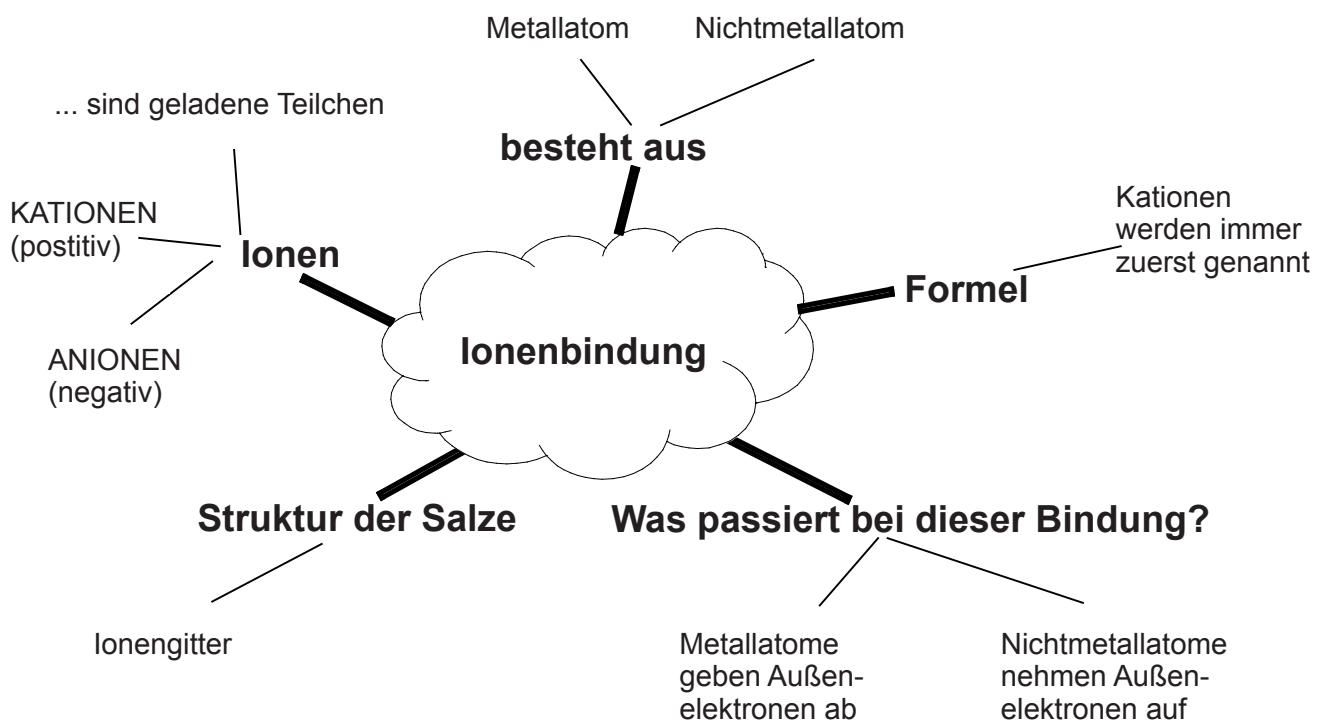 Metallatom
Nichtmetallatom
... sind geladene Teilchen
besteht aus
KATIONEN
(postitiv)
Ionen
Kationen
werden immer
zuerst genannt
Formel
Ionenbindung
ANIONEN
(negativ)
Struktur der Salze
Was passiert bei dieser Bindung?
Ionengitter
Metallatome
geben Außen-
elektronen ab
Nichtmetallatome
nehmen Außen-
elektronen auf